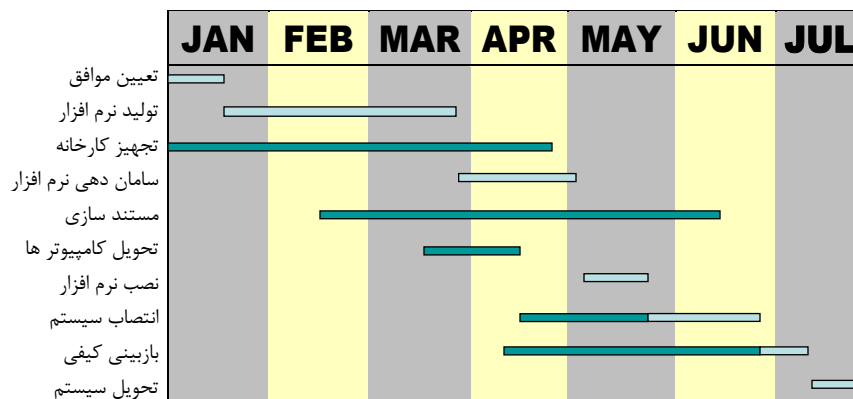 JAN FEB MAR APR MAY JUN JUL
تعیین موافق
تولید نرم افزار
تجهیز کارخانه
سامان دهی نرم افزار
مستند سازی
تحویل کامپیوتر ها
نصب نرم افزار
انتصاب سیستم
بازبینی کیفی
تحویل سیستم